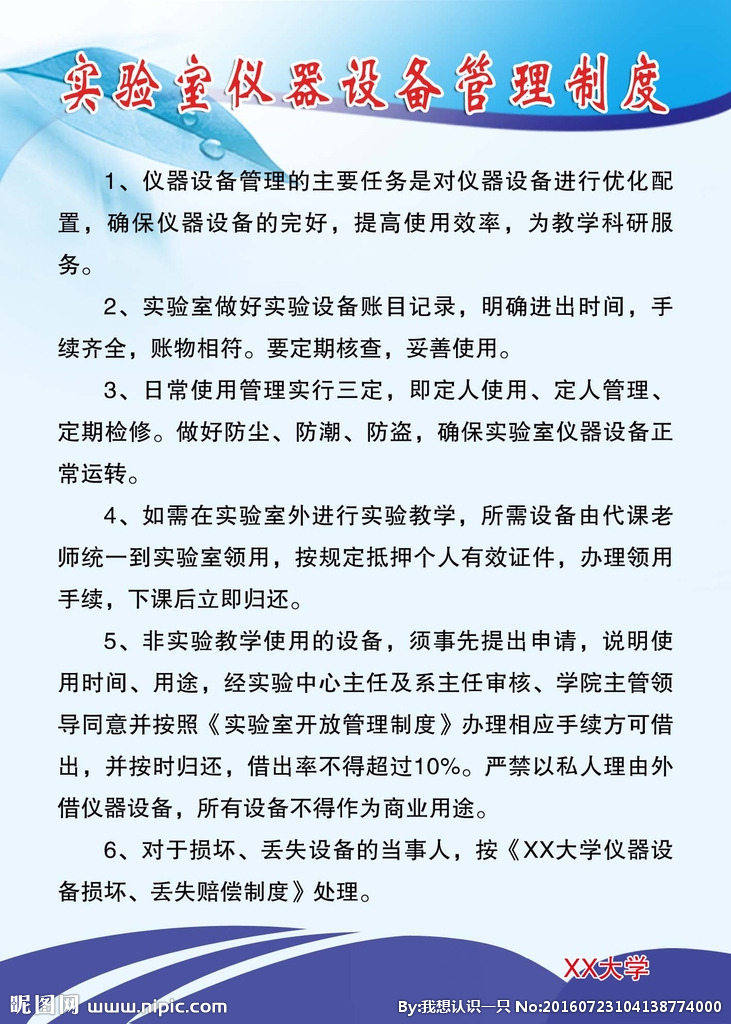 实验室仪器设备管理制度
1、仪器设备管理的主要任务是对仪器设备进行优化配
置，确保仪器设备的完好，提高使用效率，为教学科研服
务。
2、实验室做好实验设备账目记录，明确进出时间，手
续齐全，账物相符。要定期核查，妥善使用。
3、日常使用管理实行三定，即定人使用、定人管理、
定期检修。做好防尘、防潮、防盗，确保实验室仪器设备正
常运转。
4、如需在实验室外进行实验教学，所需设备由代课老
师统一到实验室领用，按规定抵押个人有效证件，办理领用
手续，下课后立即归还。
5、非实验教学使用的设备，须事先提出申请，说明使
用时间、用途，经实验中心主任及系主任审核、学院主管领
导同意并按照《实验室开放管理制度》办理相应手续方可借
出，并按时归还，借出率不得超过10%。严禁以私人理由外
借仪器设备，所有设备不得作为商业用途。
6、对于损坏、丢失设备的当事人，按《XX大学仪器设
备损坏、丢失赔偿制度》处理。
XX大学
昵图网 www.nipic.com By:我想认识一只 No:20160723104138774000